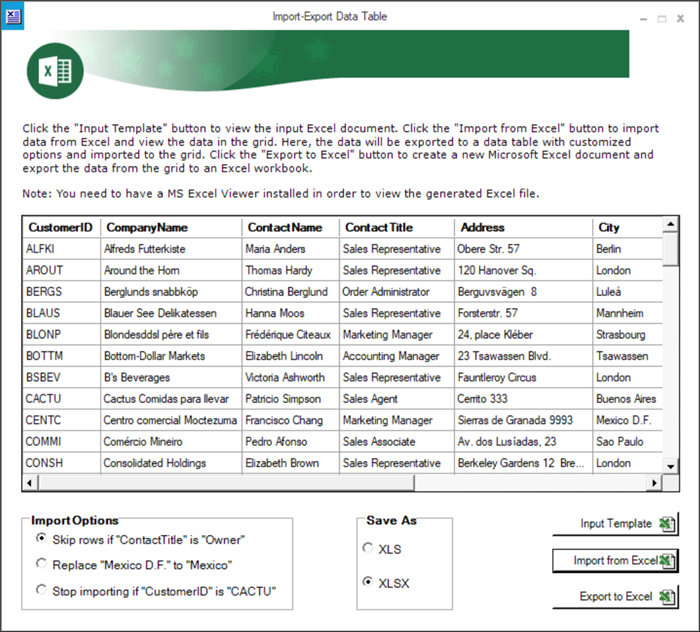 Import-Export Data Table
X
Click the "Input Template" button to view the input Excel document. Click the "Import from Excel" button to import
data from Excel and view the data in the grid. Here, the data will be exported to a data table with customized
options and imported to the grid. Click the "Export to Excel" button to create a new Microsoft Excel document and
export the data from the grid to an Excel workbook.
Note: You need to have a MS Excel Viewer installed in order to view the generated Excel file.
CustomerID CompanyName ContactName ContactTitle Address City
ALFKI Alfreds Futterkiste Maria Anders Sales Representative Obere Str. 57 Berlin
AROUT Around the Horn Thomas Hardy Sales Representative 120 Hanover Sq. London
BERGS Berglunds snabbköp Christina Berglund Order Administrator Berguvsvägen 8 Luleå
BLAUS Blauer See Delikatessen Hanna Moos Sales Representative Forsterstr. 57 Mannheim
BLONP Blondesddsl père et fils Frédérique Citeaux Marketing Manager 24, place Kléber Strasbourg
BOTTM Bottom-Dollar Markets Elizabeth Lincoln Accounting Manager 23 Tsawassen Blvd. Tsawassen
BSBEV B's Beverages Victoria Ashworth Sales Representative Fauntleroy Circus London
CACTU Cactus Comidas para llevar Patricio Simpson Sales Agent Cerrito 333 Buenos Aires
CENTC Centro comercial Moctezuma Francisco Chang Marketing Manager Sierras de Granada 9993 Mexico D.F.
COMMI Comércio Mineiro Pedro Afonso Sales Associate Av. dos Lusíadas, 23 Sao Paulo
CONSH Consolidated Holdings Elizabeth Brown Sales Representative Berkeley Gardens 12 Bre... London
Import Options
Skip rows if "ContactTitle" is "Owner"
Replace "Mexico D.F." to "Mexico"
Stop importing if "CustomerID" is "CACTU"
Save As
XLS
XLSX
Input Template
Import from Excel
Export to Excel